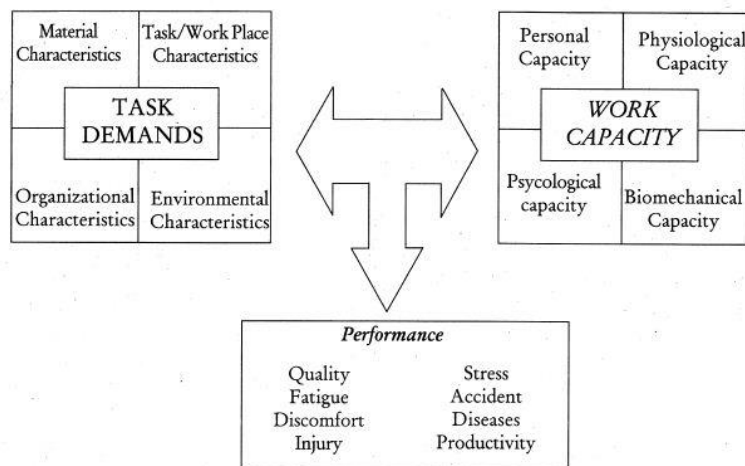 Material
Characteristics
Task/Work Place
Characteristics
TASK
DEMANDS
Organizational
Characteristics
Environmental
Characteristics
Personal
Capacity
Physiological
Capacity
WORK
CAPACITY
Psycological
capacity
Biomechanical
Capacity
Performance
Quality
Fatigue
Discomfort
Injury
Stress
Accident
Diseases
Productivity